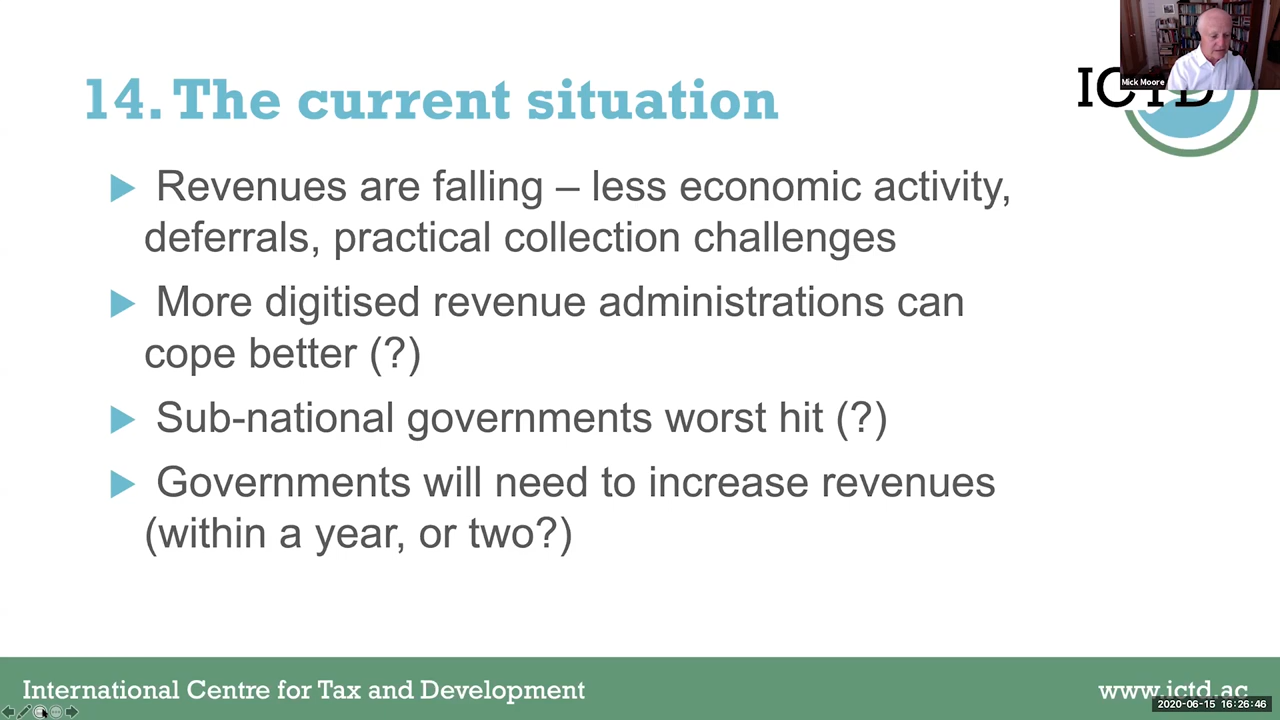 Mick Moore
14. The current situation
ICTD
Revenues are falling – less economic activity,
deferrals, practical collection challenges
More digitised revenue administrations can
cope better (?)
Sub-national governments worst hit (?)
Governments will need to increase revenues
(within a year, or two?)
International Centre for Tax and Development
www.ictd.ac
2020-06-15 16:26:46